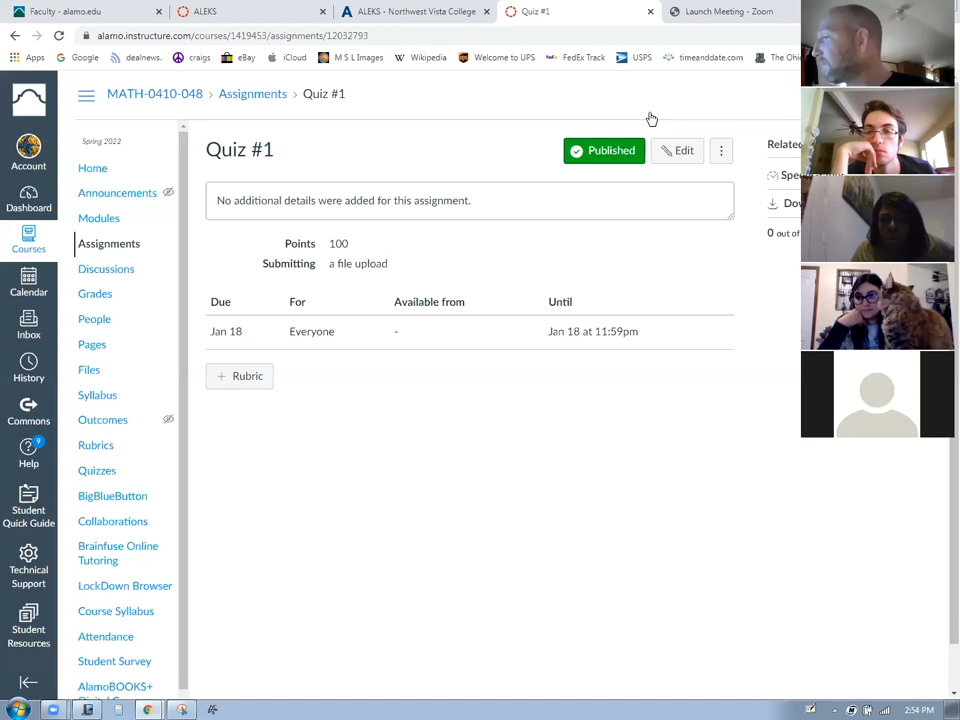 Faculty - alamo.edu
ALEKS
ALEKS - Northwest Vista College
Quiz #1
Launch Meeting - Zoom
alamo.instructure.com/courses/1419453/assignments/12032793
Apps
Google
dealnews.
craigs
eBay
iCloud
M S L Images
Wikipedia
Welcome to UPS
FedEx Track
USPS
timeanddate.com
The Ohi
MATH-0410-048 > Assignments > Quiz #1
Account
Dashboard
Courses
Calendar
Inbox
History
Commons
9
Help
Student
Quick Guide
Technical
Support
Student
Resources
Spring 2022
Home
Announcements
Modules
Assignments
Discussions
Grades
People
Pages
Files
Syllabus
Outcomes
Rubrics
Quizzes
BigBlueButton
Collaborations
Brainfuse Online
Tutoring
LockDown Browser
Course Syllabus
Attendance
Student Survey
AlamoBOOKS+
Quiz #1
Published
Edit
No additional details were added for this assignment.
Points 100
Submitting a file upload
Due For Available from Until
Jan 18 Everyone - Jan 18 at 11:59pm
+ Rubric
Relate
Spe
Dov
0 out of
2:54 PM